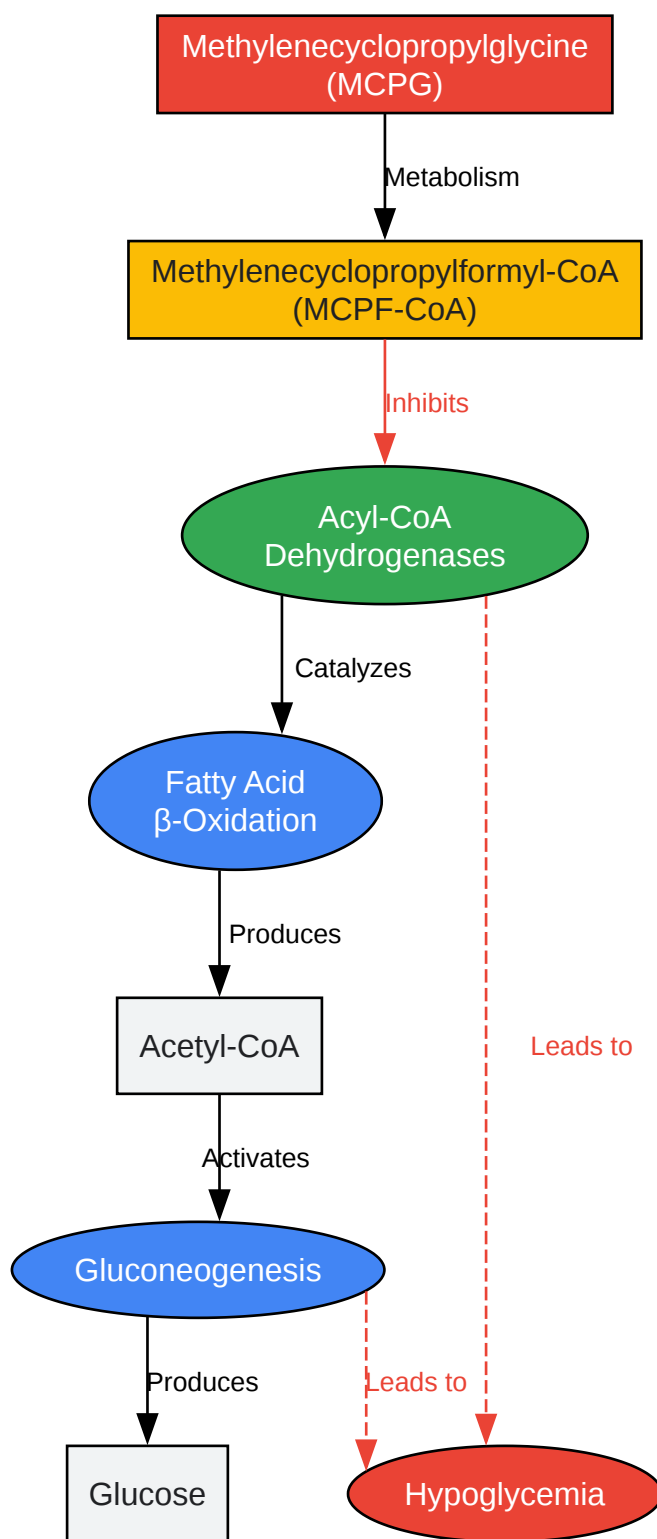 Methylenecyclopropylglycine
(MCPG)
Metabolism
Methylenecyclopropylformyl-CoA
(MCPF-CoA)
Inhibits
Acyl-CoA
Dehydrogenases
Catalyzes
Fatty Acid
β-Oxidation
Produces
Acetyl-CoA
Leads to
Activates
Gluconeogenesis
Produces
Leads to
Glucose
Hypoglycemia